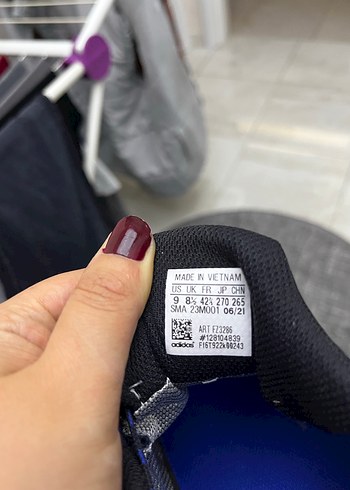 MADE IN VIETNAM
US UK FR JP CHN
9 8½ 42⅔ 270 265
SMA 23M001 06/21
ART FZ3286
#128104839
F16T922k00243
adidas